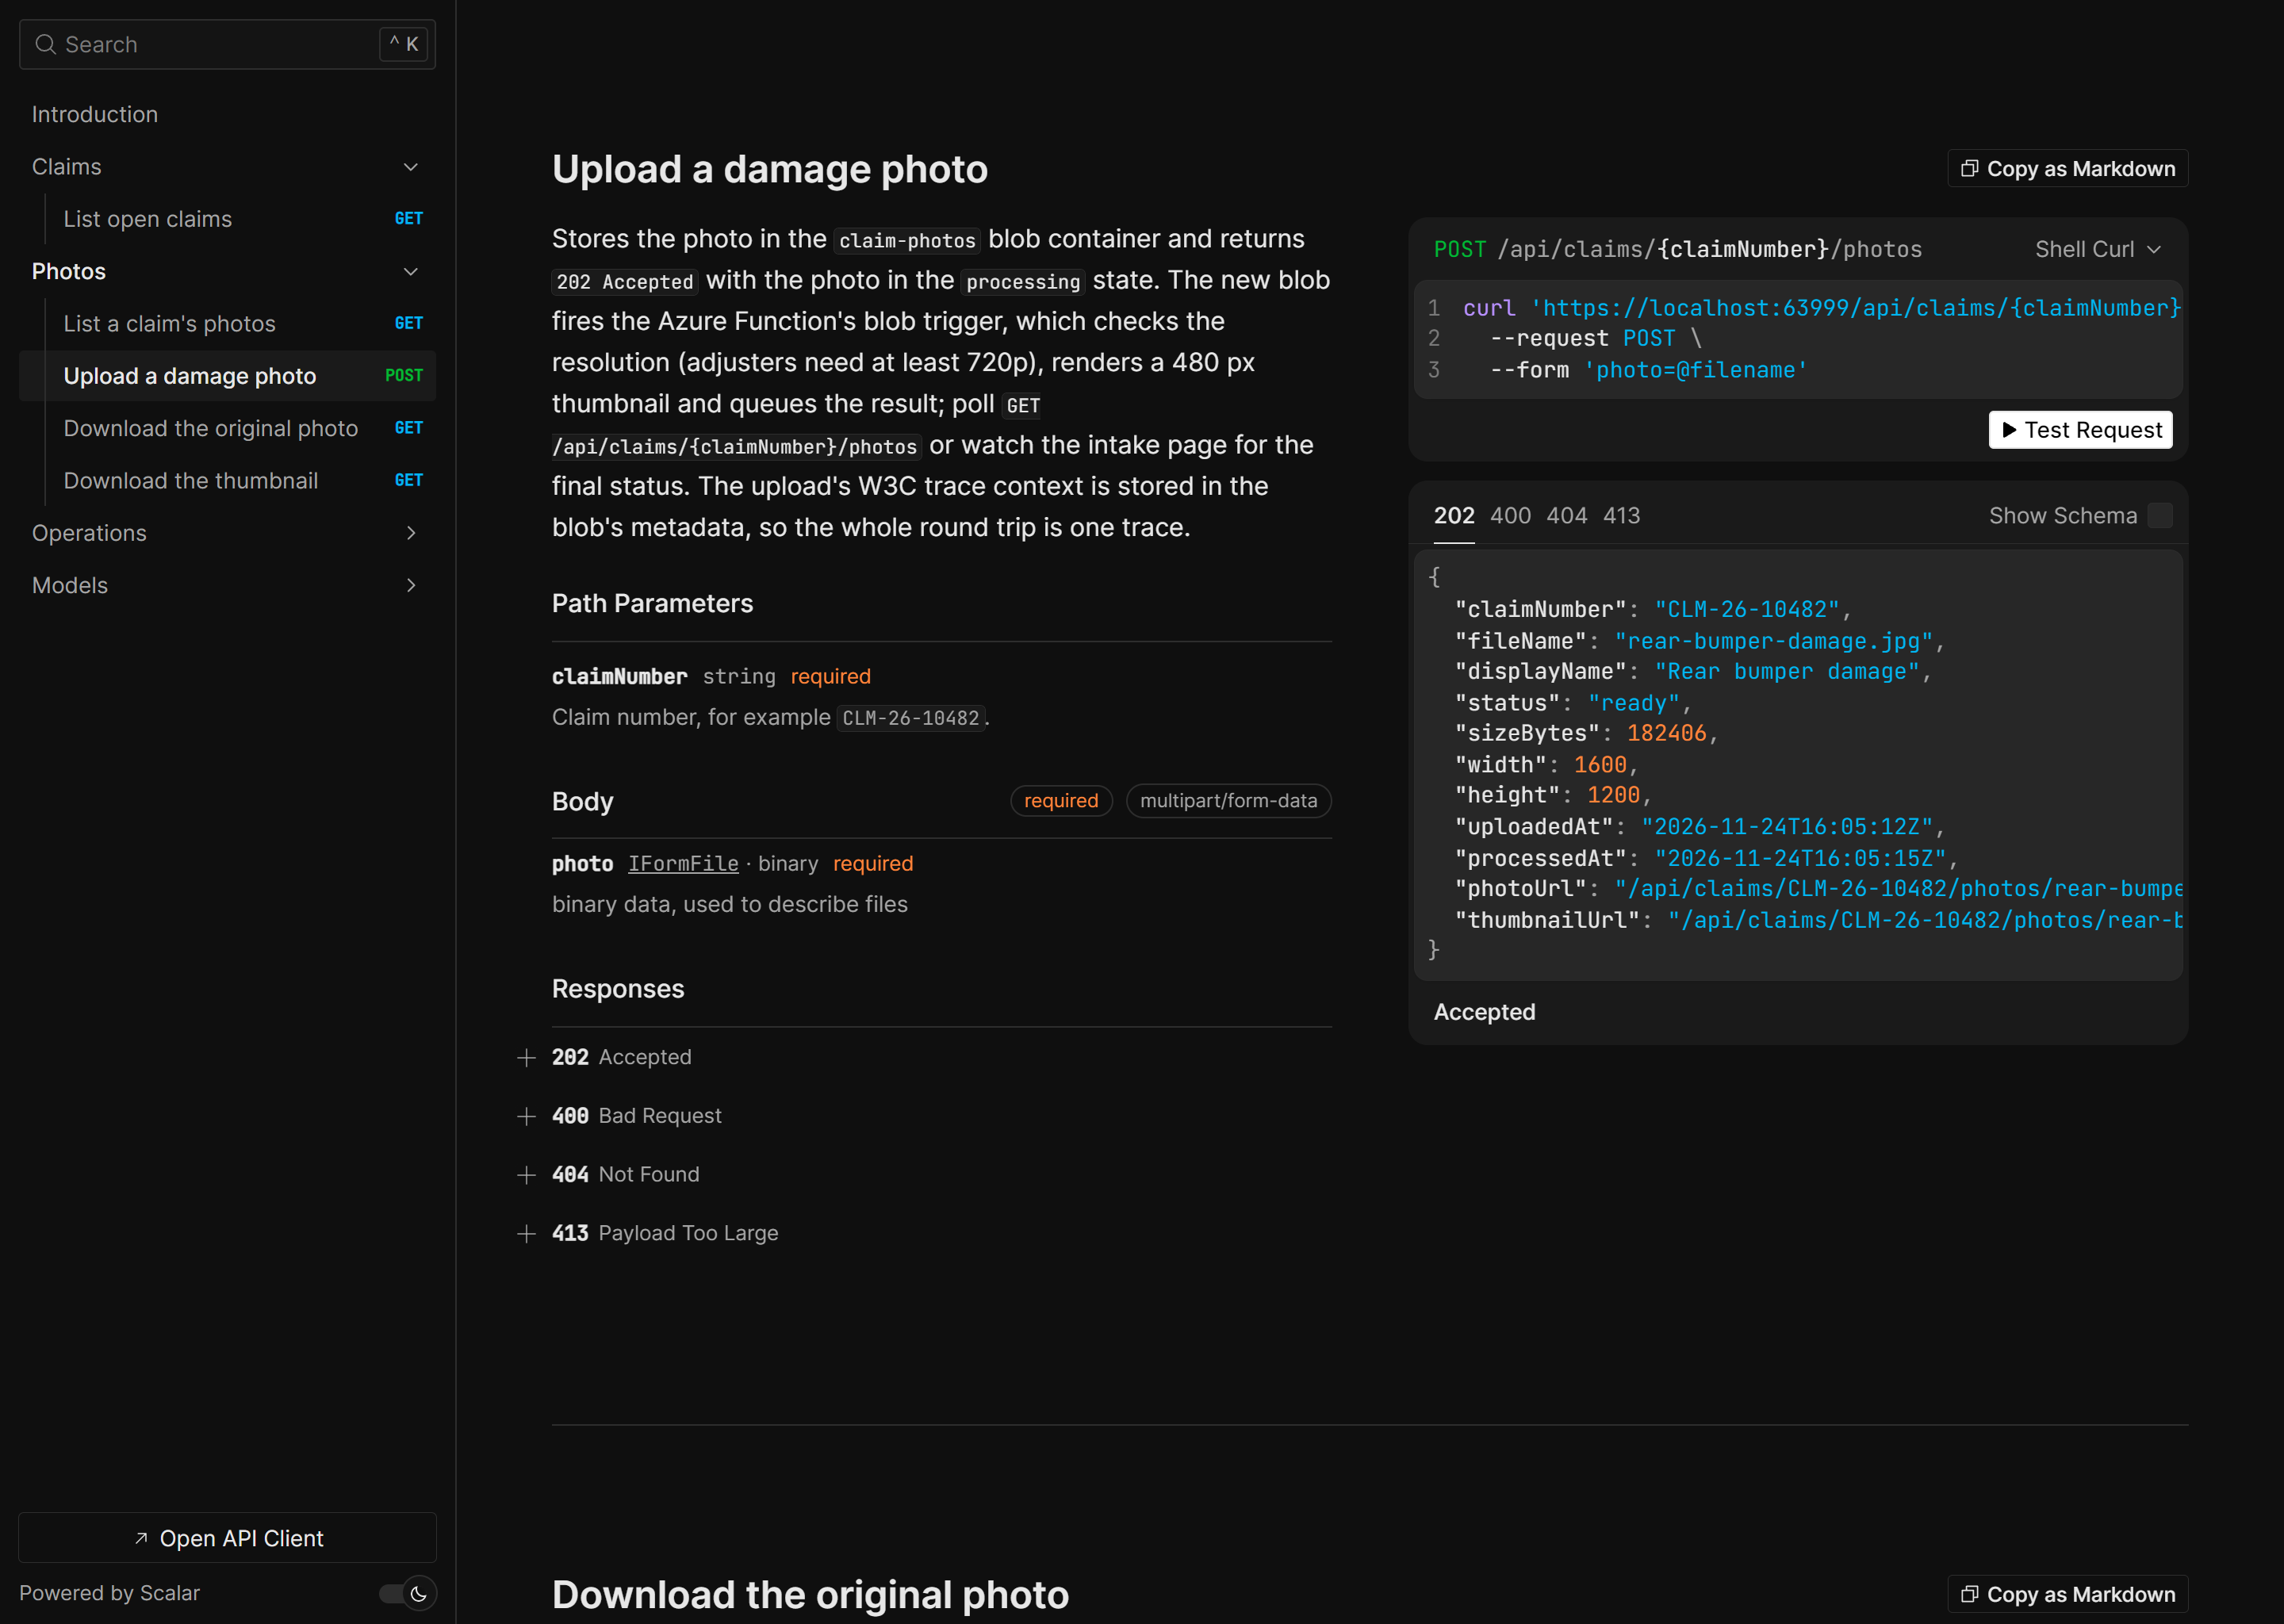 Search
^ K
Introduction
Claims
List open claims GET
Photos
List a claim's photos GET
Upload a damage photo POST
Download the original photo GET
Download the thumbnail GET
Operations
Models
Open API Client
Powered by Scalar
Upload a damage photo
Copy as Markdown
Stores the photo in the claim-photos blob container and returns
202 Accepted with the photo in the processing state. The new blob
fires the Azure Function's blob trigger, which checks the
resolution (adjusters need at least 720p), renders a 480 px
thumbnail and queues the result; poll GET
/api/claims/{claimNumber}/photos or watch the intake page for the
final status. The upload's W3C trace context is stored in the
blob's metadata, so the whole round trip is one trace.
Path Parameters
claimNumber string required
Claim number, for example CLM-26-10482.
Body required multipart/form-data
photo IFormFile · binary required
binary data, used to describe files
Responses
202 Accepted
400 Bad Request
404 Not Found
413 Payload Too Large
POST /api/claims/{claimNumber}/photos Shell Curl
1 curl 'https://localhost:63999/api/claims/{claimNumber}
2 --request POST \
3 --form 'photo=@filename'
Test Request
202 400 404 413 Show Schema
{
"claimNumber": "CLM-26-10482",
"fileName": "rear-bumper-damage.jpg",
"displayName": "Rear bumper damage",
"status": "ready",
"sizeBytes": 182406,
"width": 1600,
"height": 1200,
"uploadedAt": "2026-11-24T16:05:12Z",
"processedAt": "2026-11-24T16:05:15Z",
"photoUrl": "/api/claims/CLM-26-10482/photos/rear-bumpe
"thumbnailUrl": "/api/claims/CLM-26-10482/photos/rear-b
}
Accepted
Download the original photo
Copy as Markdown